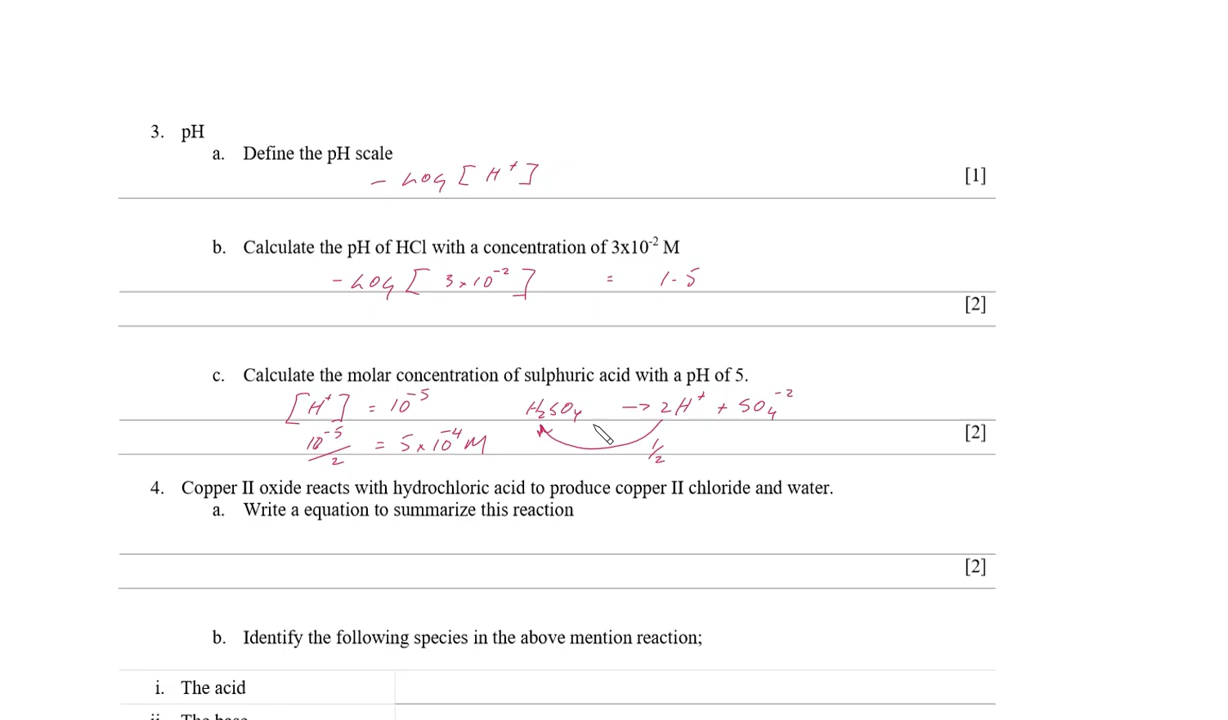 3. pH
a. Define the pH scale
- LOG [ H⁺ ]
[1]
b. Calculate the pH of HCl with a concentration of 3x10⁻² M
- LOG [ 3 × 10⁻² ] = 1.5
[2]
c. Calculate the molar concentration of sulphuric acid with a pH of 5.
[H⁺] = 10⁻⁵ H₂SO₄ → 2H⁺ + SO₄⁻²
10⁻⁵/2 = 5 × 10⁻⁴ M 1/2
[2]
4. Copper II oxide reacts with hydrochloric acid to produce copper II chloride and water.
a. Write a equation to summarize this reaction
[2]
b. Identify the following species in the above mention reaction;
i. The acid
ii. The base